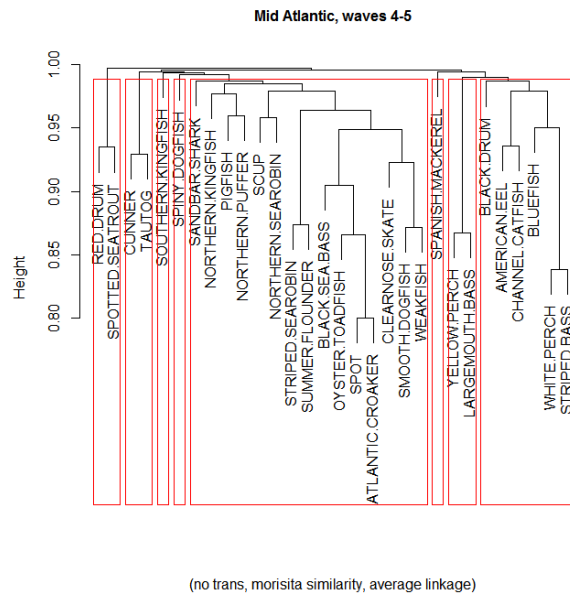 Mid Atlantic, waves 4-5
Height
1.00
0.95
0.90
0.85
0.80
RED.DRUM
SPOTTED.SEATROUT
CUNNER
TAUTOG
SOUTHERN.KINGFISH
SPINY.DOGFISH
SANDBAR.SHARK
NORTHERN.KINGFISH
PIGFISH
NORTHERN.PUFFER
SCUP
NORTHERN.SEAROBIN
STRIPED.SEAROBIN
SUMMER.FLOUNDER
BLACK.SEA.BASS
OYSTER.TOADFISH
SPOT
ATLANTIC.CROAKER
CLEARNOSE.SKATE
SMOOTH.DOGFISH
WEAKFISH
SPANISH.MACKEREL
YELLOW.PERCH
LARGEMOUTH.BASS
BLACK.DRUM
AMERICAN.EEL
CHANNEL.CATFISH
BLUEFISH
WHITE.PERCH
STRIPED.BASS
(no trans, morisita similarity, average linkage)